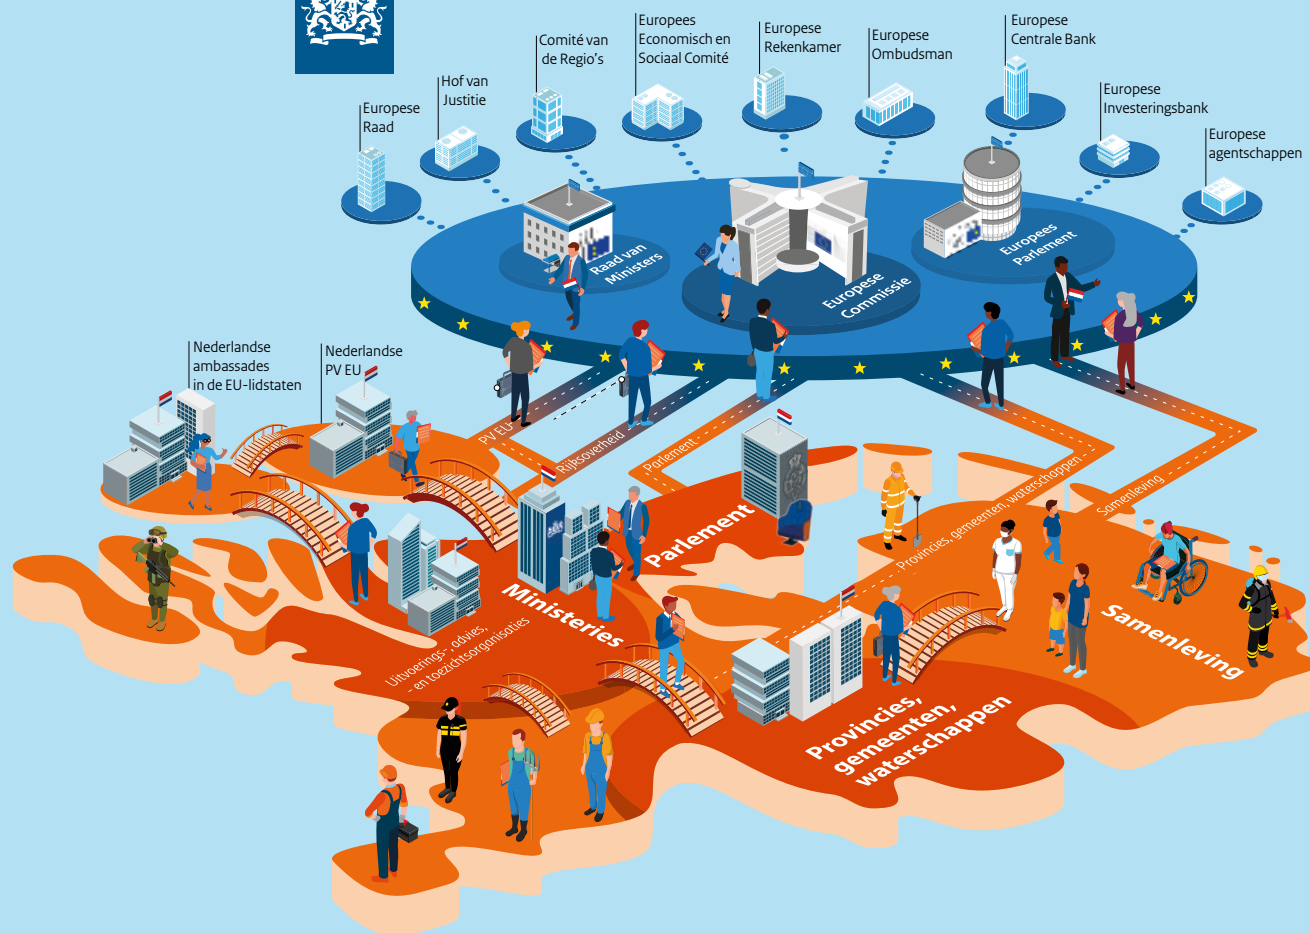 Europese
Raad
Hof van
Justitie
Comité van
de Regio's
Europees
Economisch en
Sociaal Comité
Europese
Rekenkamer
Europese
Ombudsman
Europese
Centrale Bank
Europese
Investeringsbank
Europese
agentschappen
Raad van
Ministers
Europese
Commissie
Europees
Parlement
Nederlandse
ambassades
in de EU-lidstaten
Nederlandse
PV EU
PV EU
Rijksoverheid
Parlement
Provincies, gemeenten, waterschappen
Samenleving
Parlement
Ministeries
Uitvoerings-, advies,
- en toezichtsorganisaties
Samenleving
Provincies,
gemeenten,
waterschappen